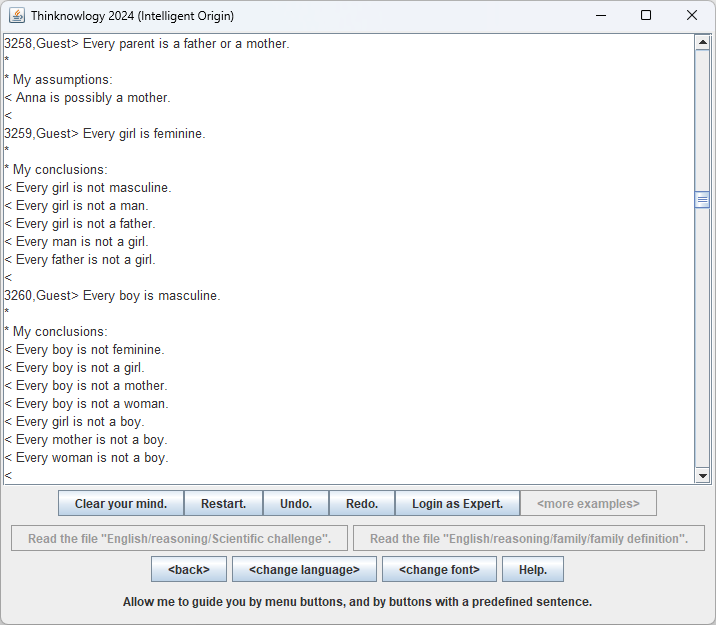 Thinknowlogy 2024 (Intelligent Origin)
3258,Guest> Every parent is a father or a mother.
*
* My assumptions:
< Anna is possibly a mother.
<
3259,Guest> Every girl is feminine.
*
* My conclusions:
< Every girl is not masculine.
< Every girl is not a man.
< Every girl is not a father.
< Every man is not a girl.
< Every father is not a girl.
<
3260,Guest> Every boy is masculine.
*
* My conclusions:
< Every boy is not feminine.
< Every boy is not a girl.
< Every boy is not a mother.
< Every boy is not a woman.
< Every girl is not a boy.
< Every mother is not a boy.
< Every woman is not a boy.
<
Clear your mind. Restart. Undo. Redo. Login as Expert. <more examples>
Read the file "English/reasoning/Scientific challenge". Read the file "English/reasoning/family/family definition".
<back> <change language> <change font> Help.
Allow me to guide you by menu buttons, and by buttons with a predefined sentence.